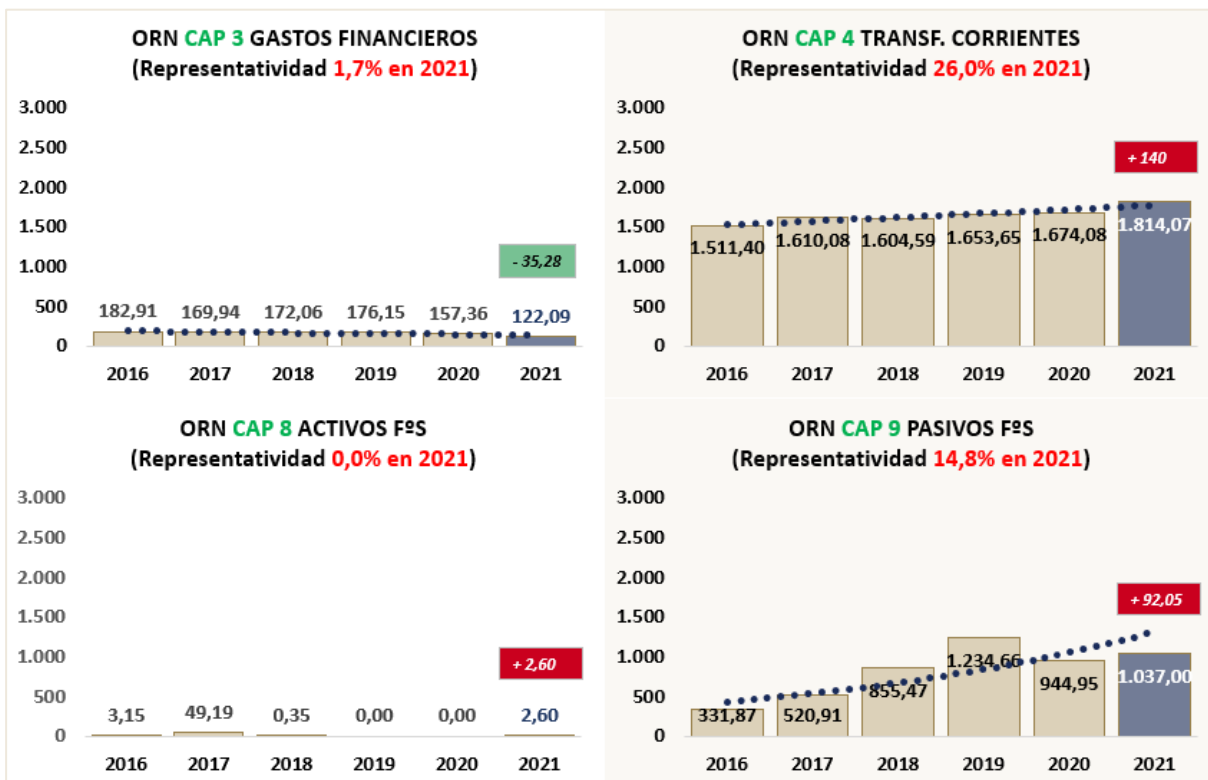 ORN CAP 3 GASTOS FINANCIEROS
(Representatividad 1,7% en 2021)
3.000
2.500
2.000
1.500
1.000
500
0
- 35,28
182,91 169,94 172,06 176,15 157,36 122,09
2016 2017 2018 2019 2020 2021
ORN CAP 4 TRANSF. CORRIENTES
(Representatividad 26,0% en 2021)
3.000
2.500
2.000
1.500
1.000
500
0
+ 140
1.511,40 1.610,08 1.604,59 1.653,65 1.674,08 1.814,07
2016 2017 2018 2019 2020 2021
ORN CAP 8 ACTIVOS FºS
(Representatividad 0,0% en 2021)
3.000
2.500
2.000
1.500
1.000
500
0
+ 2,60
3,15 49,19 0,35 0,00 0,00 2,60
2016 2017 2018 2019 2020 2021
ORN CAP 9 PASIVOS FºS
(Representatividad 14,8% en 2021)
3.000
2.500
2.000
1.500
1.000
500
0
+ 92,05
331,87 520,91 855,47 1.234,66 944,95 1.037,00
2016 2017 2018 2019 2020 2021